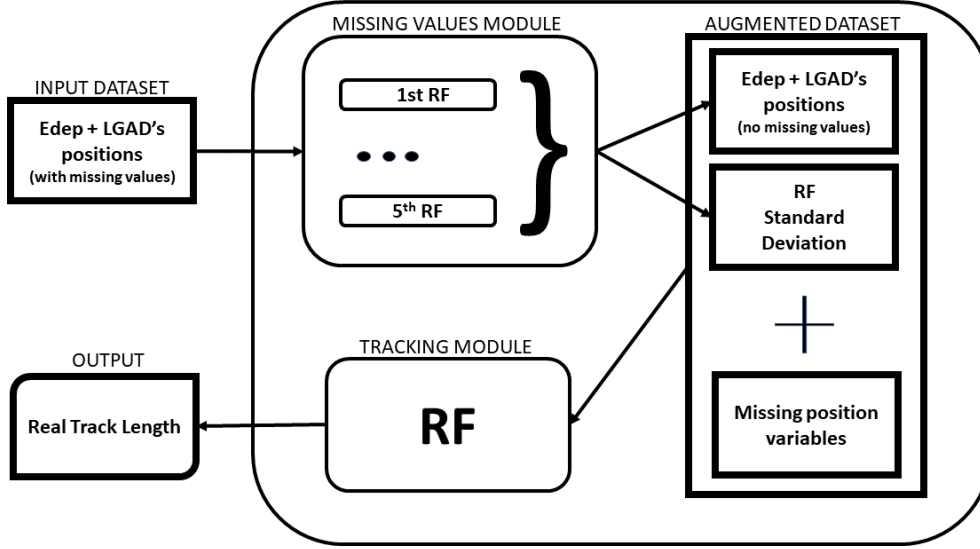 INPUT DATASET
Edep + LGAD’s
positions
(with missing values)
MISSING VALUES MODULE
1st RF
5th RF
AUGMENTED DATASET
Edep + LGAD’s
positions
(no missing values)
RF
Standard
Deviation
Missing position
variables
TRACKING MODULE
RF
OUTPUT
Real Track Length